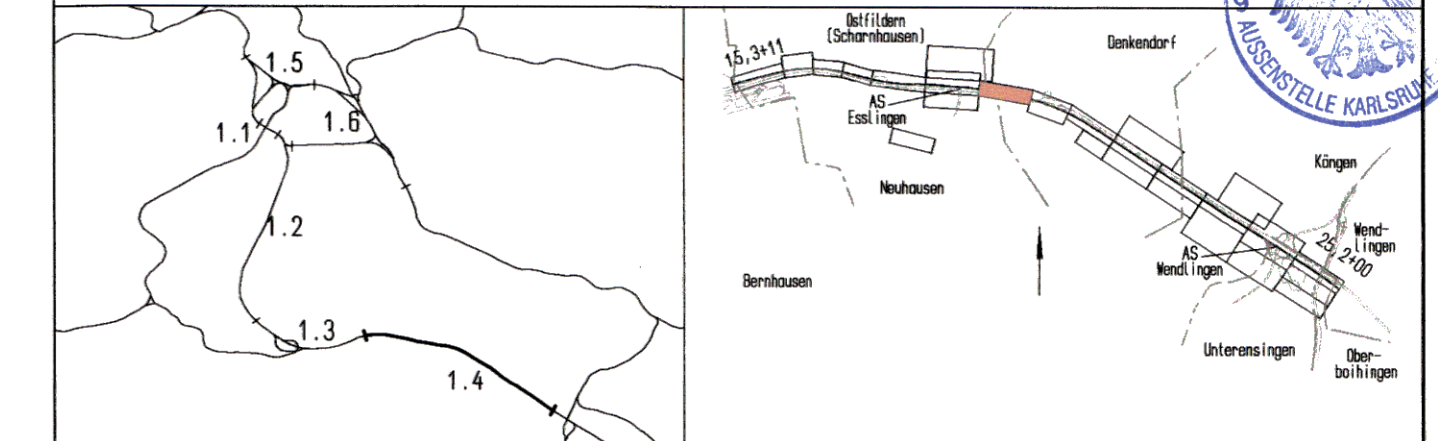 1.5
1.1
1.6
1.2
1.3
1.4
Ostfildern
(Scharnhausen)
Denkendorf
15,3+11
AS
Esslingen
Neuhausen
Köngen
Wend-
lingen
25,2+00
AS
Wendlingen
Bernhausen
Unterensingen
Ober-
boihingen
AUSSENSTELLE KARLSRUHE